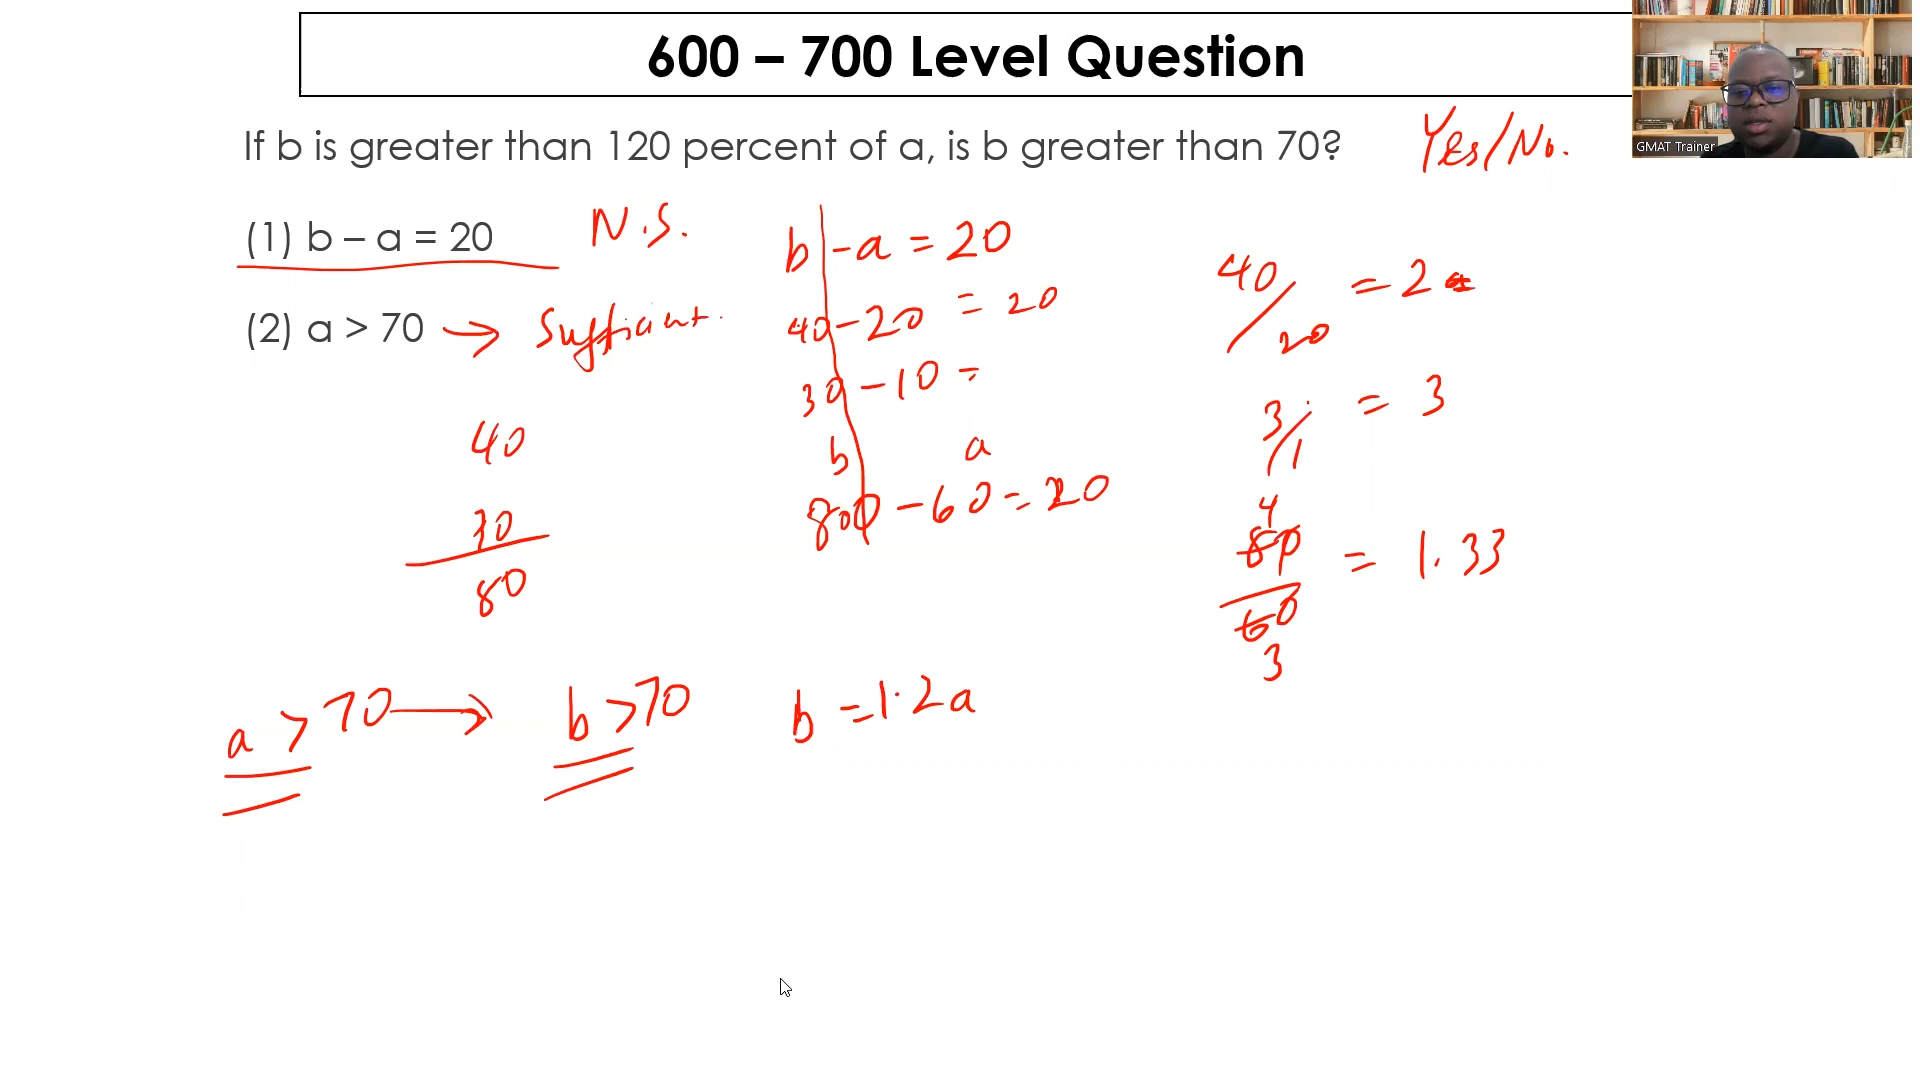 600 – 700 Level Question
GMAT Trainer
If b is greater than 120 percent of a, is b greater than 70?
Yes/No.
(1) b – a = 20
N.S.
(2) a > 70 → Sufficient.
b - a = 20
40 - 20 = 20
30 - 10 =
b a
80 - 60 = 20
40/20 = 2
3/1 = 3
4
80
= 1.33
60
3
40
30
80
a > 70 → b > 70
b = 1.2a